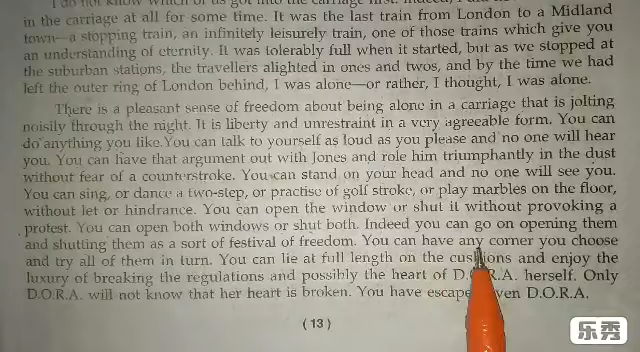 I do not know which of us got into the carriage first. Indeed, I
in the carriage at all for some time. It was the last train from London to a Midland
town—a stopping train, an infinitely leisurely train, one of those trains which give you
an understanding of eternity. It was tolerably full when it started, but as we stopped at
the suburban stations, the travellers alighted in ones and twos, and by the time we had
left the outer ring of London behind, I was alone—or rather, I thought, I was alone.
There is a pleasant sense of freedom about being alone in a carriage that is jolting
noisily through the night. It is liberty and unrestraint in a very agreeable form. You can
do anything you like. You can talk to yourself as loud as you please and no one will hear
you. You can have that argument out with Jones and role him triumphantly in the dust
without fear of a counterstroke. You can stand on your head and no one will see you.
You can sing, or dance a two-step, or practise of golf stroke, or play marbles on the floor,
without let or hindrance. You can open the window or shut it without provoking a
protest. You can open both windows or shut both. Indeed you can go on opening them
and shutting them as a sort of festival of freedom. You can have any corner you choose
and try all of them in turn. You can lie at full length on the cushions and enjoy the
luxury of breaking the regulations and possibly the heart of D.O.R.A. herself. Only
D.O.R.A. will not know that her heart is broken. You have escape ven D.O.R.A.
(13)
乐秀